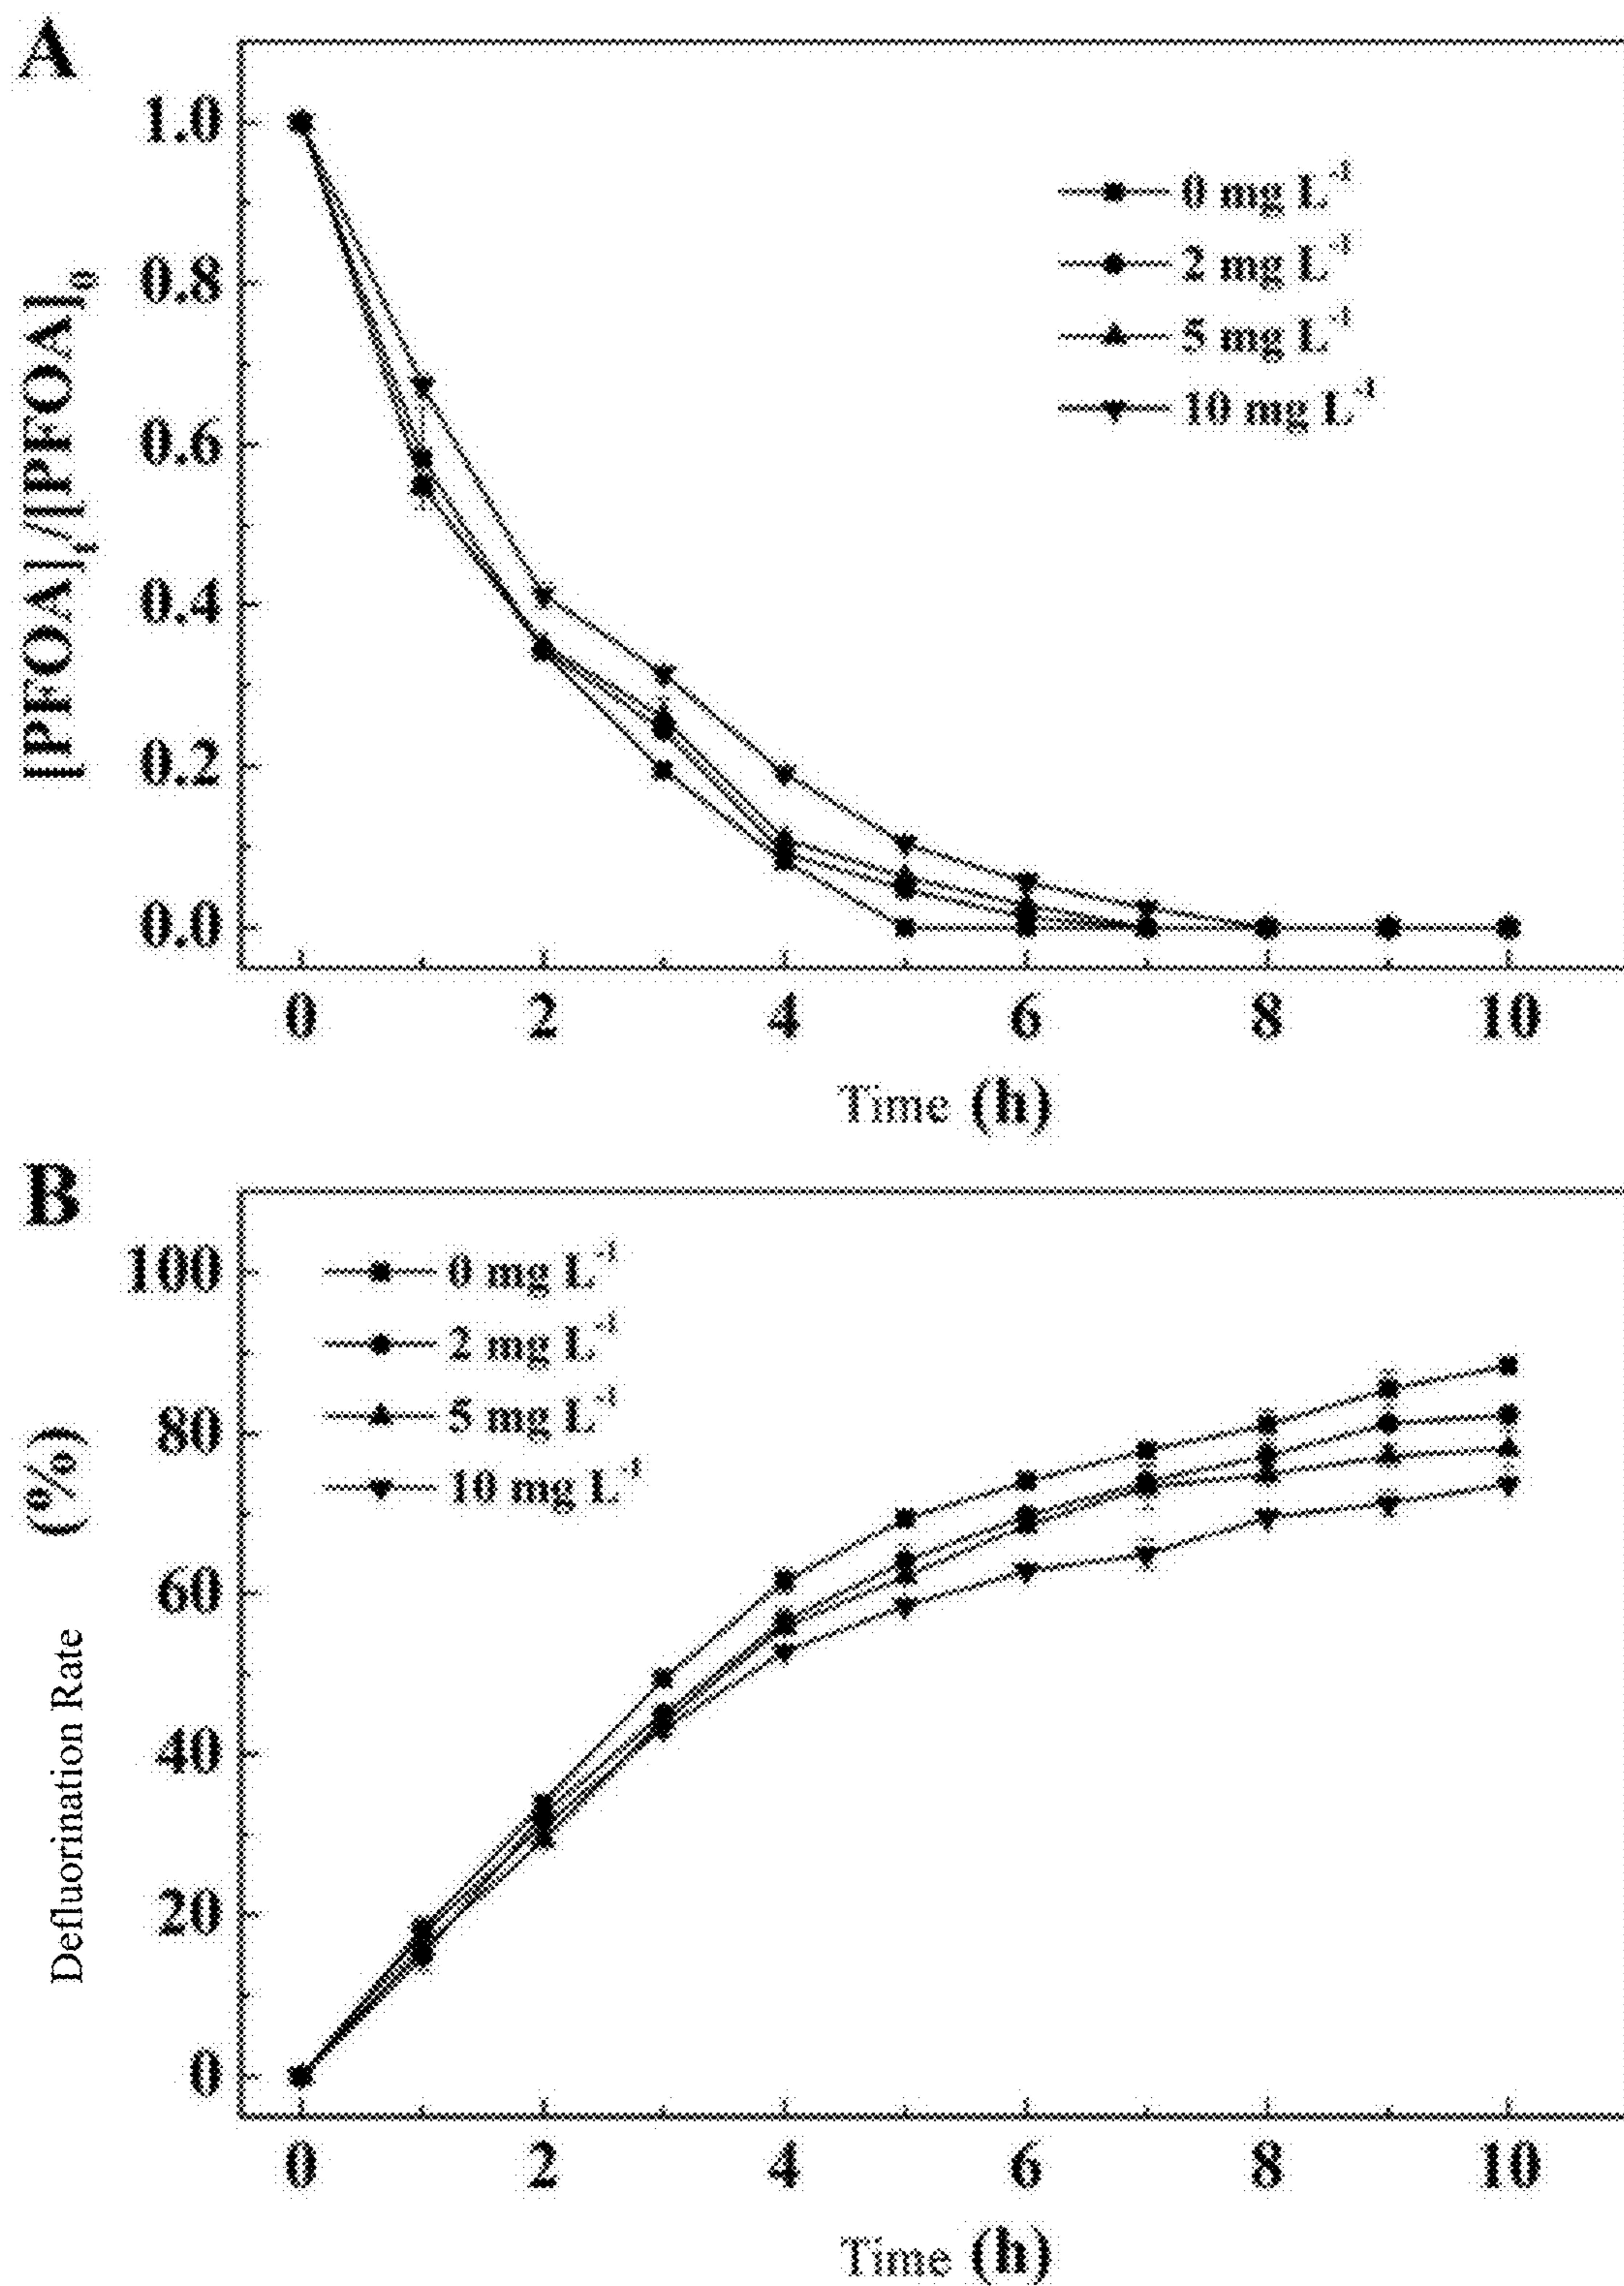 A
[PFOA]t/[PFOA]0
1.0
0.8
0.6
0.4
0.2
0.0
0 mg L-1
2 mg L-1
5 mg L-1
10 mg L-1
0 2 4 6 8 10
Time (h)
B
Defluorination Rate (%)
100
80
60
40
20
0
0 mg L-1
2 mg L-1
5 mg L-1
10 mg L-1
0 2 4 6 8 10
Time (h)